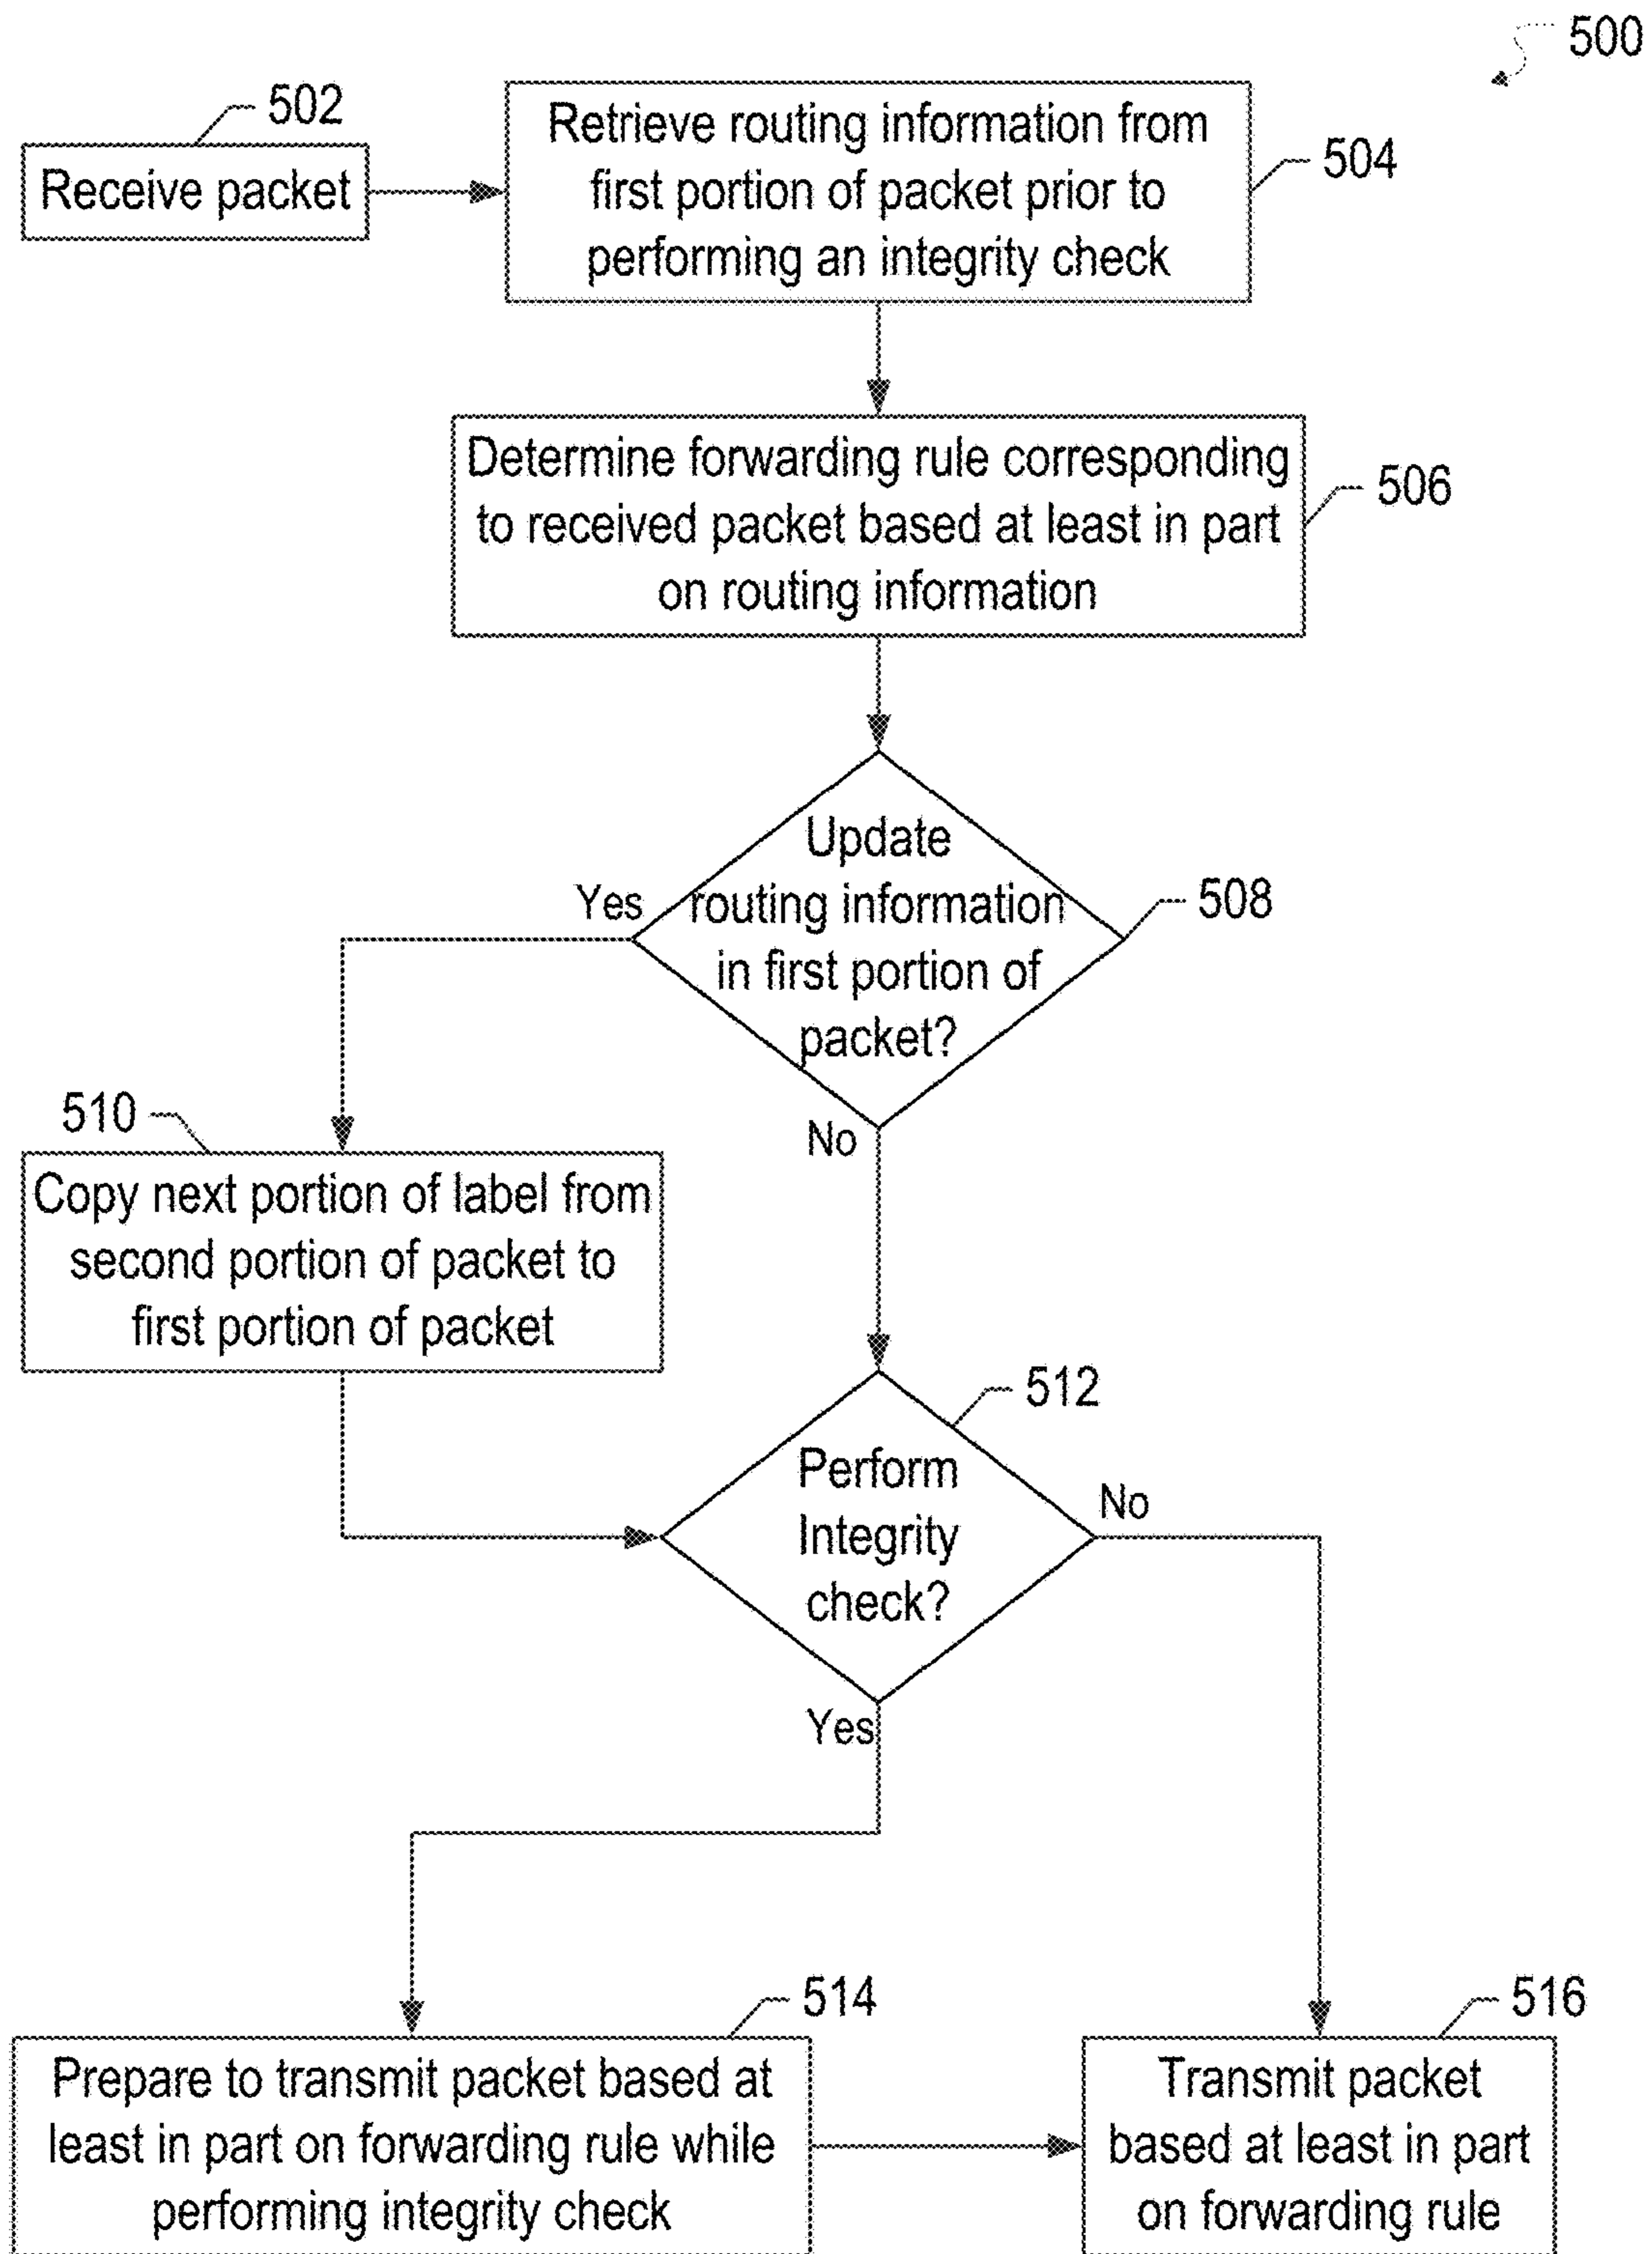 500
502
Receive packet
Retrieve routing information from
first portion of packet prior to
performing an integrity check
504
Determine forwarding rule corresponding
to received packet based at least in part
on routing information
506
Update
routing information
in first portion of
packet?
508
Yes
No
510
Copy next portion of label from
second portion of packet to
first portion of packet
512
Perform
Integrity
check?
No
Yes
514
Prepare to transmit packet based at
least in part on forwarding rule while
performing integrity check
516
Transmit packet
based at least in part
on forwarding rule